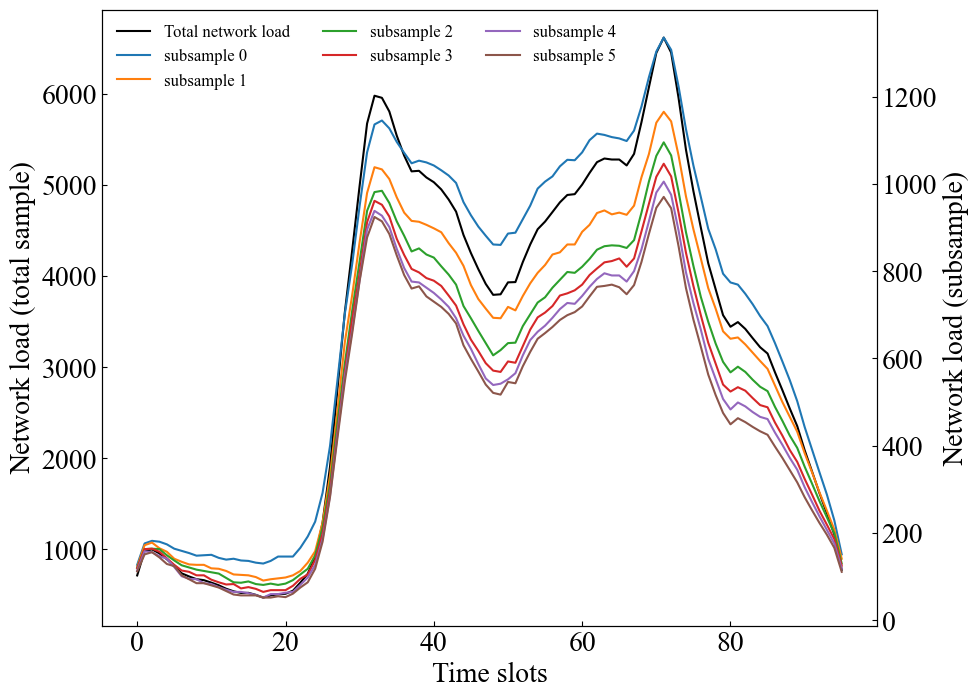 Total network load
subsample 0
subsample 1
subsample 2
subsample 3
subsample 4
subsample 5
Network load (total sample)
6000
5000
4000
3000
2000
1000
1200
1000
800
600
400
200
0
Network load (subsample)
0 20 40 60 80
Time slots